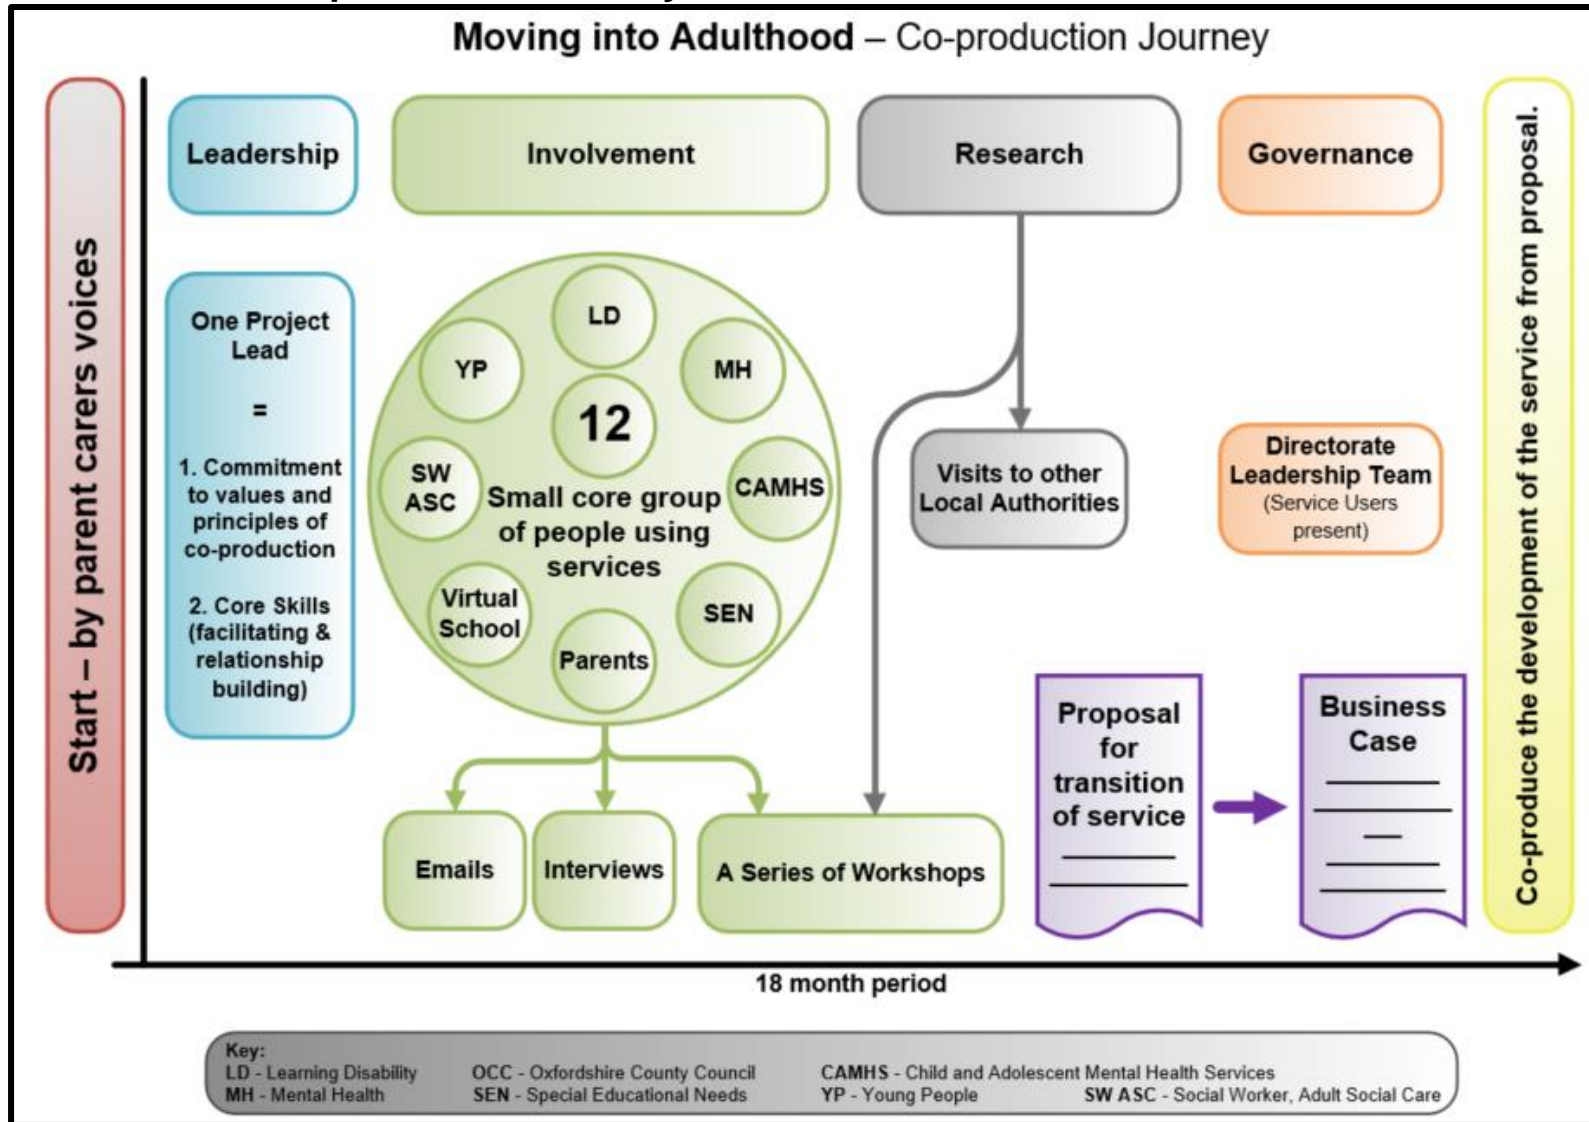 Moving into Adulthood – Co-production Journey
Start – by parent carers voices
Leadership
Involvement
Research
Governance
One Project
Lead
=
1. Commitment
to values and
principles of
co-production
2. Core Skills
(facilitating &
relationship
building)
LD
YP
MH
12
SW
ASC
CAMHS
Small core group
of people using
services
Virtual
School
SEN
Parents
Emails
Interviews
A Series of Workshops
Visits to other
Local Authorities
Directorate
Leadership Team
(Service Users
present)
Proposal
for
transition
of service
Business
Case
Co-produce the development of the service from proposal.
18 month period
Key:
LD - Learning Disability
OCC - Oxfordshire County Council
CAMHS - Child and Adolescent Mental Health Services
MH - Mental Health
SEN - Special Educational Needs
YP - Young People
SW ASC - Social Worker, Adult Social Care